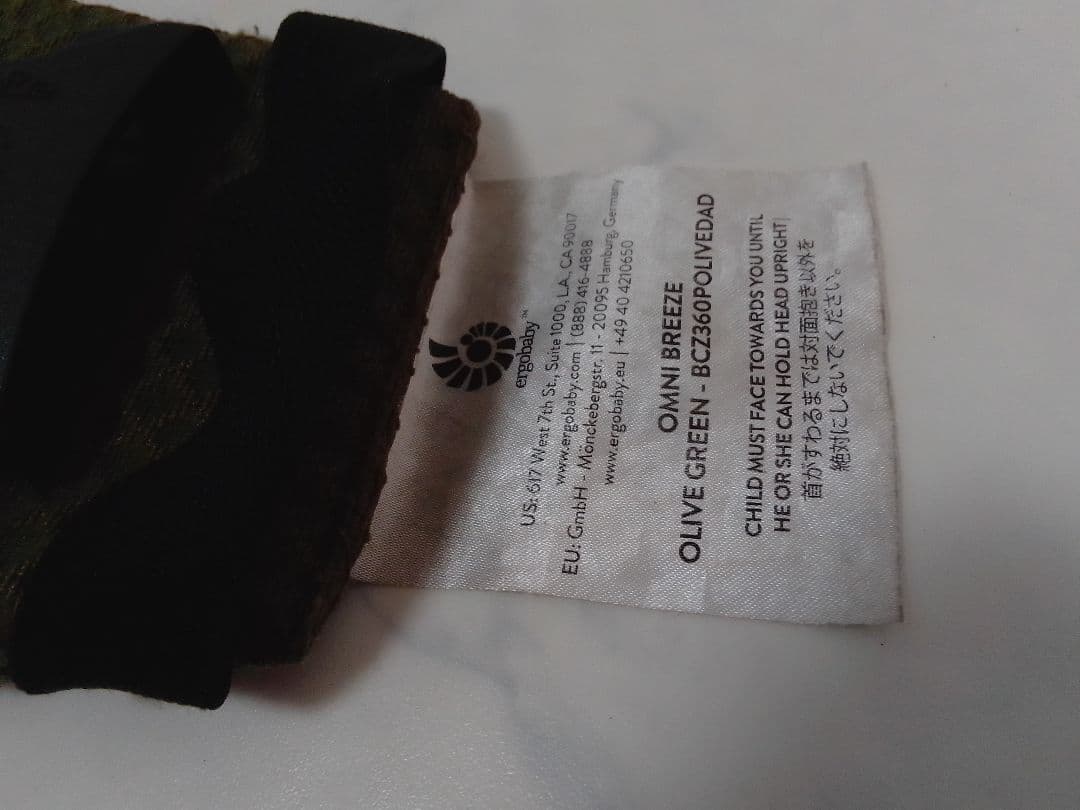 ergobaby™
US: 617 West 7th St., Suite 1000, LA, CA 90017
www.ergobaby.com | (888) 416-4888
EU: GmbH - Mönckebergstr. 11 - 20095 Hamburg, Germany
www.ergobaby.eu | +49 40 4210650
OMNI BREEZE
OLIVE GREEN - BCZ360POLIVEDAD
CHILD MUST FACE TOWARDS YOU UNTIL
HE OR SHE CAN HOLD HEAD UPRIGHT|
首がすわるまでは対面抱き以外を
絶対にしないでください。